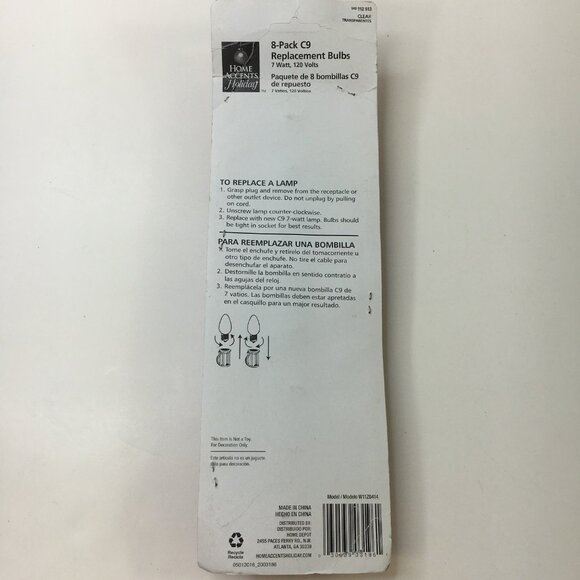 CLEAR
TRANSPARENTES
8-Pack C9
Replacement Bulbs
7 Watt, 120 Volts
Paquete de 8 bombillas C9
de repuesto
7 Vatios, 120 Voltios
HOME
ACCENTS
Holiday
TO REPLACE A LAMP
1. Grasp plug and remove from the receptacle or
other outlet device. Do not unplug by pulling
on cord.
2. Unscrew lamp counter-clockwise.
3. Replace with new C9 7-watt lamp. Bulbs should
be tight in socket for best results.
PARA REEMPLAZAR UNA BOMBILLA
1. Tome el enchufe y retírelo del tomacorriente u
otro tipo de enchufe. No tire el cable para
desenchufar el aparato.
2. Destornille la bombilla en sentido contratio a
las agujas del reloj.
3. Reemplácela por una nueva bombilla C9 de
7 vatios. Las bombillas deben estar apretadas
en el casquillo para un major resultado.
This Item is Not a Toy.
For Decoration Only.
Este artículo no es un juguete.
Sólo para decoración.
Model / Modelo W11Z0414
MADE IN CHINA
HECHO EN CHINA
DISTRIBUTED BY:
DISTRIBUIDO POR:
HOME DEPOT
2455 PACES FERRY RD., N.W.
ATLANTA, GA 30339
HOMEACCENTSHOLIDAY.COM
Recycle
Recicle
05012016_2003186